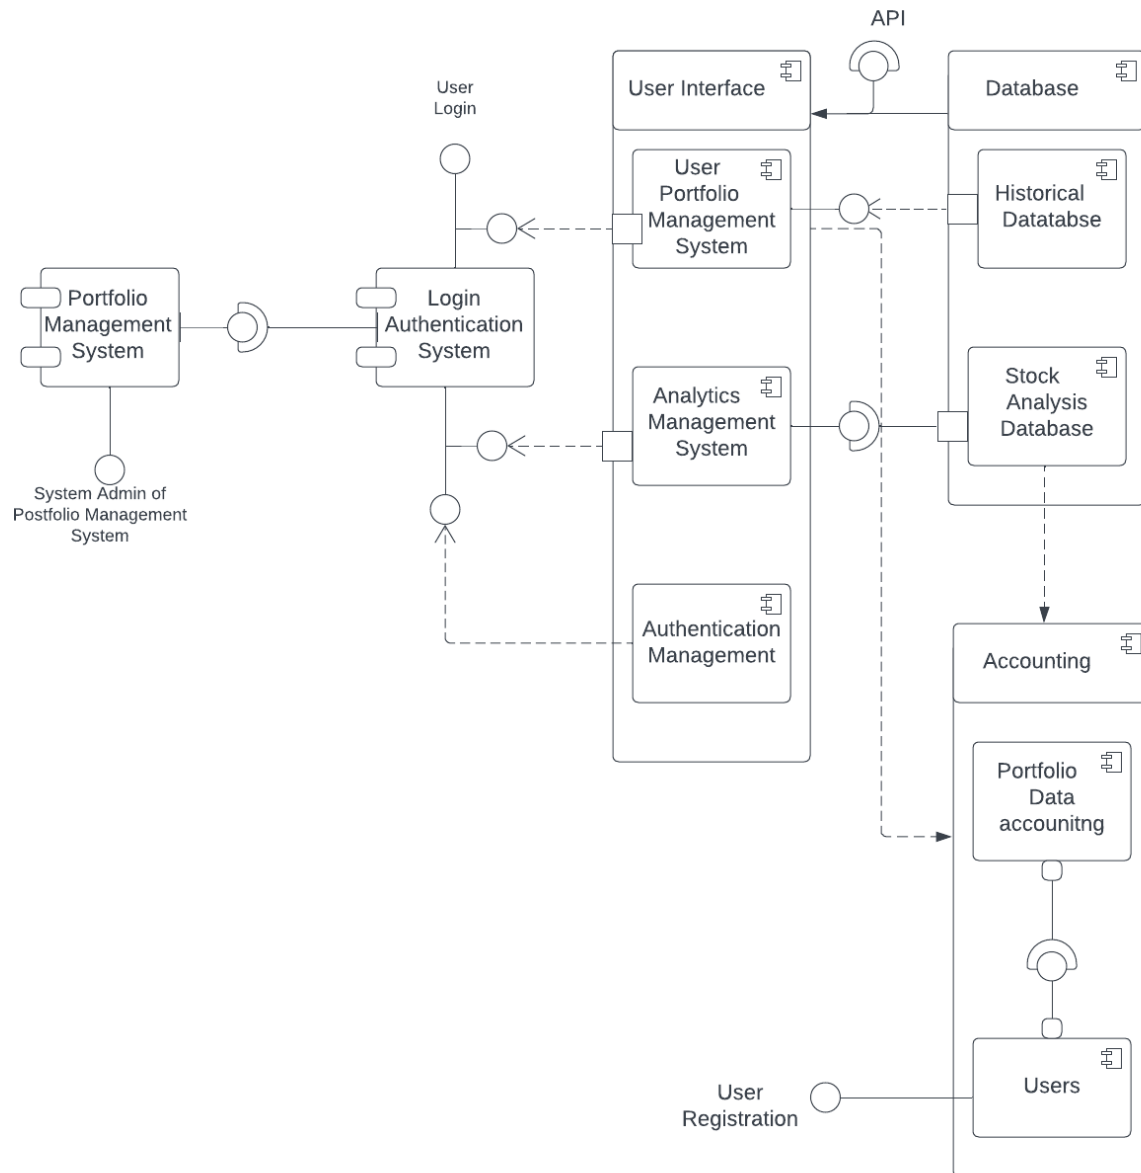 API
User Interface
Database
User
Login
User
Portfolio
Management
System
Historical
Datatabse
Portfolio
Management
System
Login
Authentication
System
Stock
Analysis
Database
Analytics
Management
System
System Admin of
Postfolio Management
System
Authentication
Management
Accounting
Portfolio
Data
accounitng
Users
User
Registration